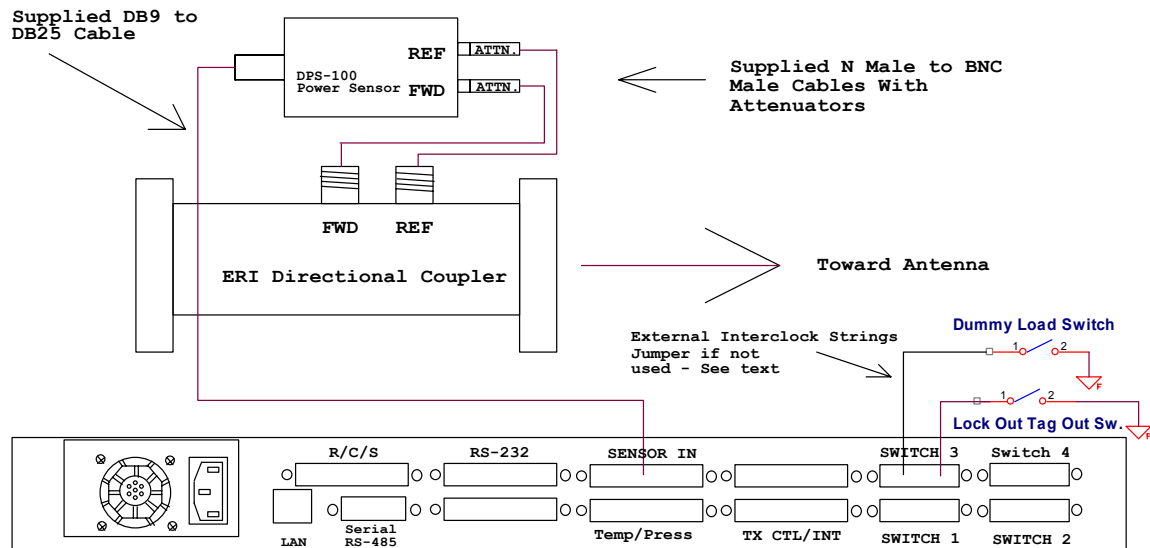 Supplied DB9 to
DB25 Cable
REF
ATTN.
DPS-100
Power Sensor
FWD
ATTN.
Supplied N Male to BNC
Male Cables With
Attenuators
FWD
REF
ERI Directional Coupler
Toward Antenna
External Interclock Strings
Jumper if not
used - See text
Dummy Load Switch
1
2
F
1
2
F
Lock Out Tag Out Sw.
R/C/S
RS-232
SENSOR IN
SWITCH 3
Switch 4
LAN
Serial
RS-485
Temp/Press
TX CTL/INT
SWITCH 1
SWITCH 2